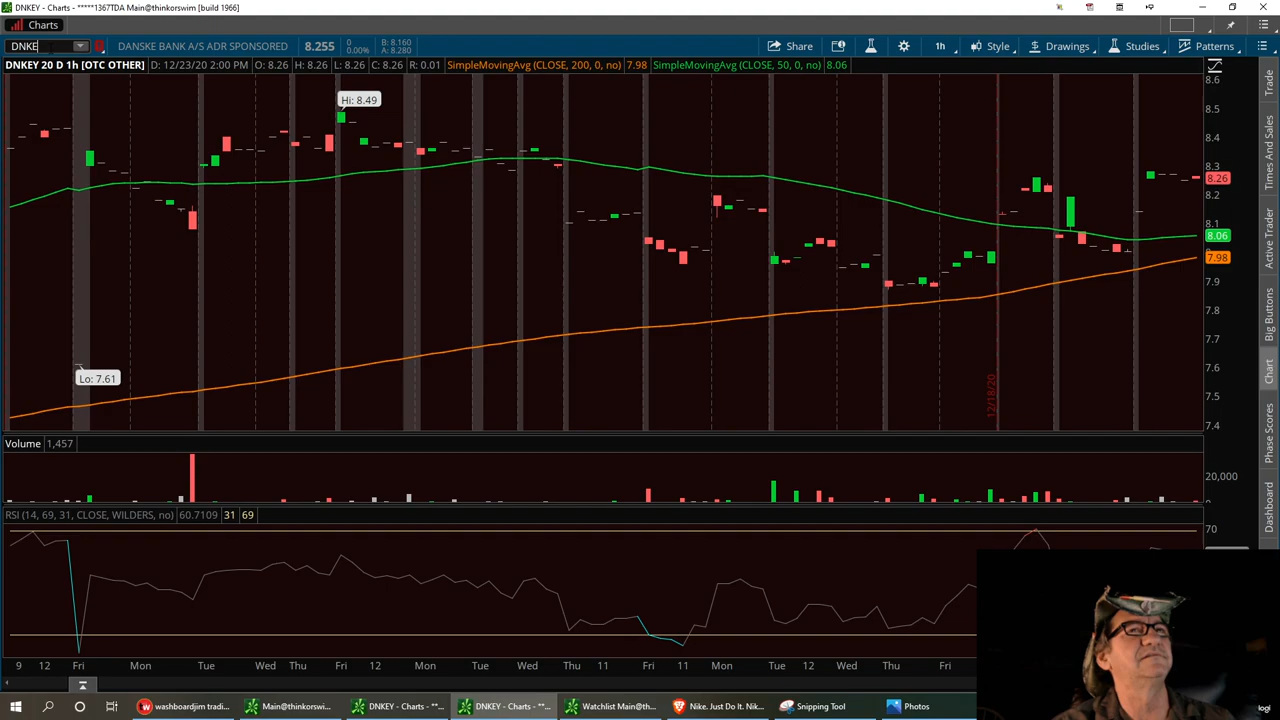 DNKEY - Charts - *****1367TDA Main@thinkorswim [build 1966]
Charts
DNKE
DANSKE BANK A/S ADR SPONSORED
8.255
0
0.00%
B: 8.160
A: 8.280
Share
1h
Style
Drawings
Studies
Patterns
DNKEY 20 D 1h [OTC OTHER]
D: 12/23/20 2:00 PM
O: 8.26
H: 8.26
L: 8.26
C: 8.26
R: 0.01
SimpleMovingAvg (CLOSE, 200, 0, no)
7.98
SimpleMovingAvg (CLOSE, 50, 0, no)
8.06
Hi: 8.49
Lo: 7.61
12/18/20
8.6
8.5
8.4
8.3
8.26
8.2
8.1
8.06
7.98
7.9
7.8
7.7
7.6
7.5
7.4
Trade
Times And Sales
Active Trader
Big Buttons
Chart
Phase Scores
Dashboard
Volume
1,457
20,000
RSI (14, 69, 31, CLOSE, WILDERS, no)
60.7109
31
69
70
9 12 Fri Mon Tue Wed Thu Fri 12 Mon Tue Wed Thu 11 Fri 11 Mon Tue Wed Thu Fri
washboardjim tradi...
Main@thinkorswi...
DNKEY - Charts - *...
DNKEY - Charts - *...
Watchlist Main@th...
Nike. Just Do It. Nik...
Snipping Tool
Photos
logi